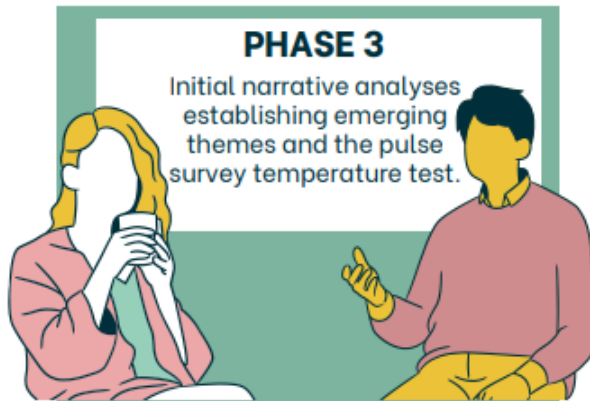 PHASE 3
Initial narrative analyses
establishing emerging
themes and the pulse
survey temperature test.